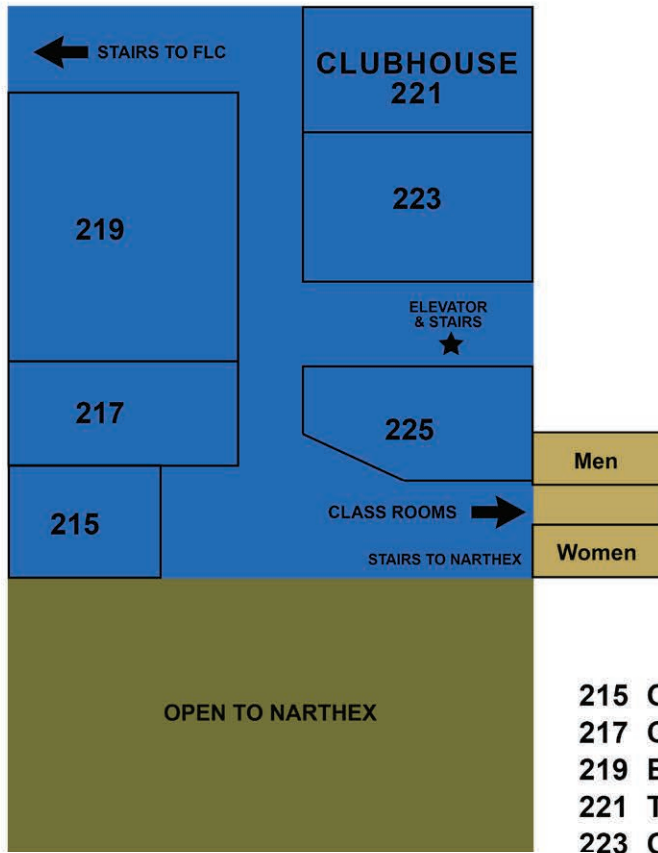 STAIRS TO FLC
CLUBHOUSE
221
223
219
ELEVATOR
& STAIRS
217
225
Men
215
CLASS ROOMS
STAIRS TO NARTHEX
Women
OPEN TO NARTHEX
215
217
219
221
223